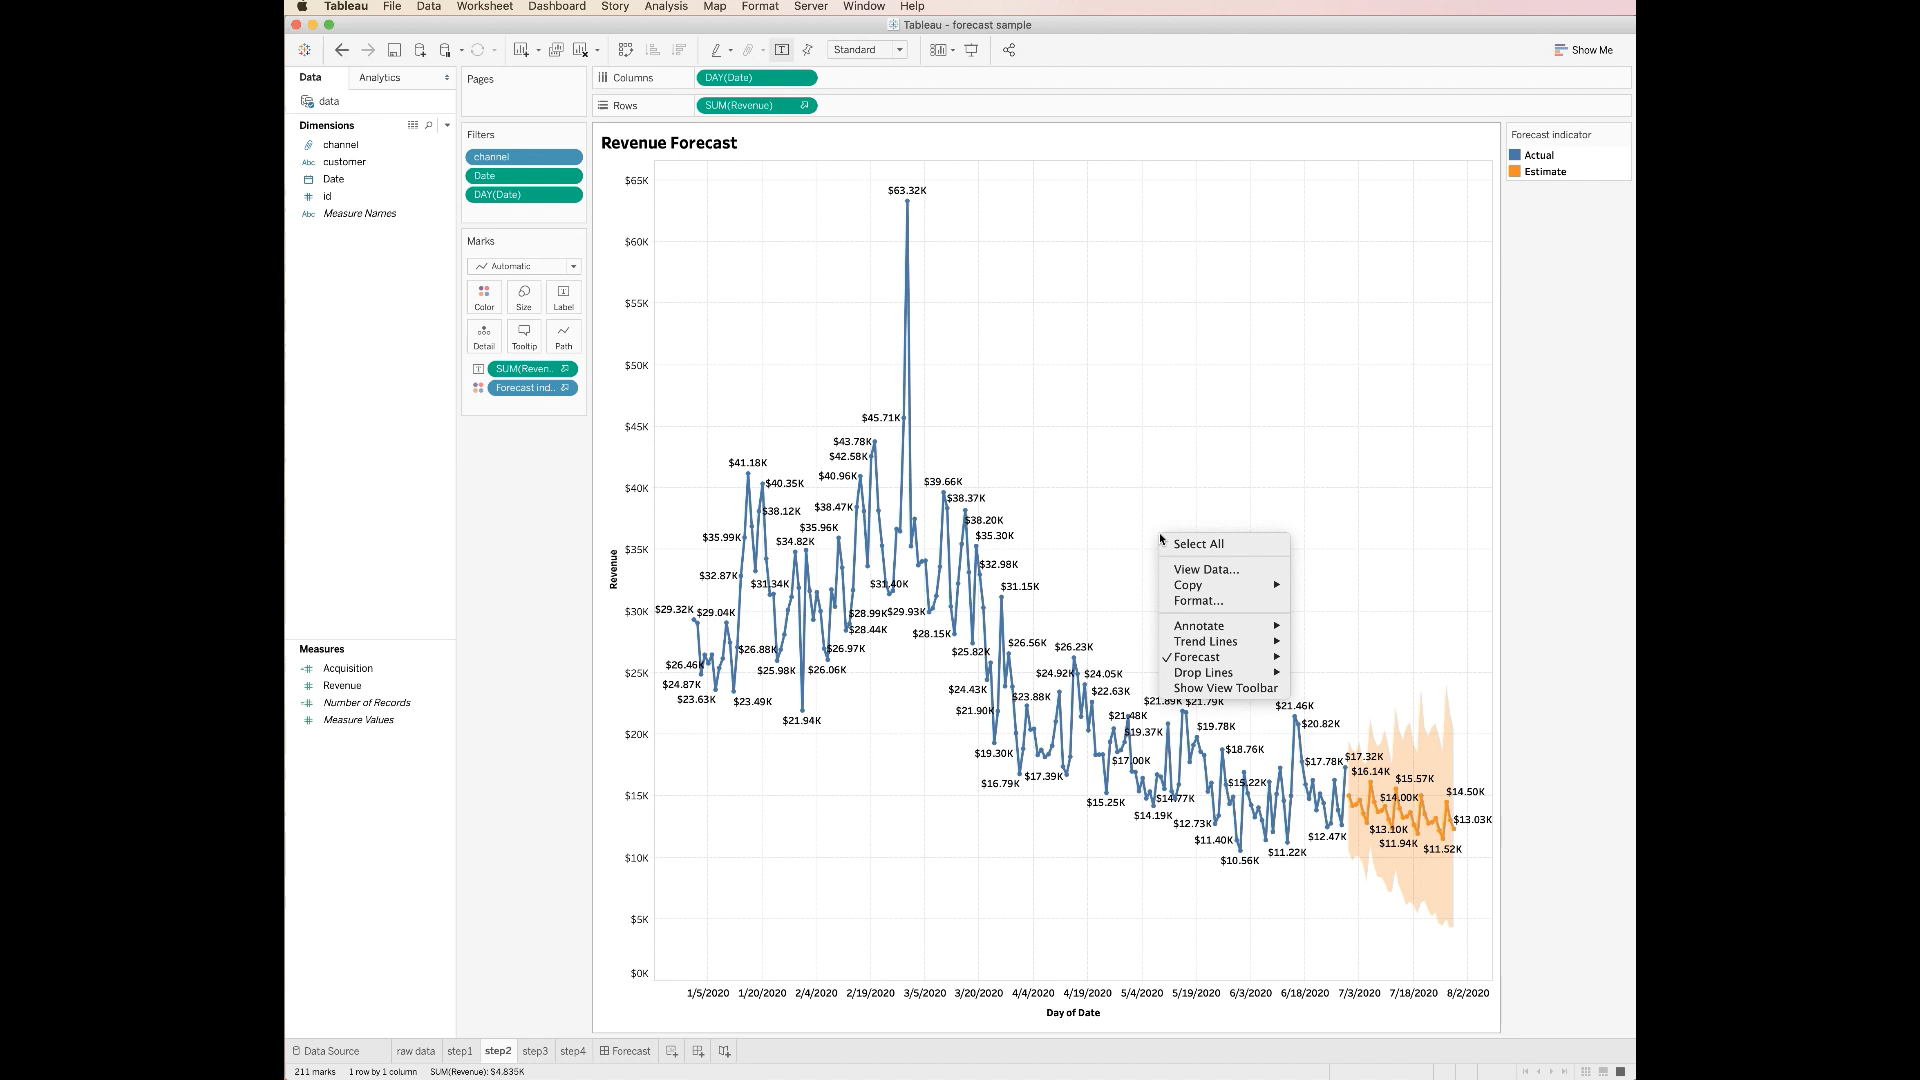 Tableau File Data Worksheet Dashboard Story Analysis Map Format Server Window Help
Tableau - forecast sample
Standard
Show Me
Data Analytics
data
Dimensions
channel
Abc customer
Date
# id
Abc Measure Names
Measures
Acquisition
Revenue
Number of Records
Measure Values
Pages
Filters
channel
Date
DAY(Date)
Marks
Automatic
Color Size Label
Detail Tooltip Path
SUM(Reven..
Forecast ind..
Columns DAY(Date)
Rows SUM(Revenue)
Revenue Forecast
Forecast indicator
Actual
Estimate
$65K
$60K
$55K
$50K
$45K
$40K
$35K
$30K
$25K
$20K
$15K
$10K
$5K
$0K
Revenue
$63.32K
$45.71K
$43.78K
$42.58K
$41.18K
$40.96K
$40.35K
$39.66K
$38.37K
$38.47K
$38.12K
$38.20K
$35.96K
$35.99K
$34.82K
$35.30K
$32.98K
$32.87K
$31.34K
$31.40K
$31.15K
$29.32K
$29.04K
$28.99K
$29.93K
$28.44K
$28.15K
$26.88K
$26.97K
$25.82K
$26.56K
$26.23K
$26.46K
$25.98K
$26.06K
$24.92K
$24.05K
$24.87K
$24.43K
$22.63K
$23.63K
$23.49K
$23.88K
$21.94K
$21.90K
$21.48K
$21.89K
$21.79K
$21.46K
$20.82K
$19.78K
$19.37K
$19.30K
$18.76K
$17.00K
$17.78K
$17.32K
$17.39K
$16.79K
$16.14K
$15.57K
$15.22K
$15.25K
$14.77K
$14.00K
$14.50K
$14.19K
$12.73K
$13.10K
$13.03K
$12.47K
$11.40K
$11.94K
$11.22K
$11.52K
$10.56K
Select All
View Data...
Copy
Format...
Annotate
Trend Lines
✓Forecast
Drop Lines
Show View Toolbar
1/5/2020 1/20/2020 2/4/2020 2/19/2020 3/5/2020 3/20/2020 4/4/2020 4/19/2020 5/4/2020 5/19/2020 6/3/2020 6/18/2020 7/3/2020 7/18/2020 8/2/2020
Day of Date
Data Source raw data step1 step2 step3 step4 Forecast
211 marks 1 row by 1 column SUM(Revenue): $4,835K